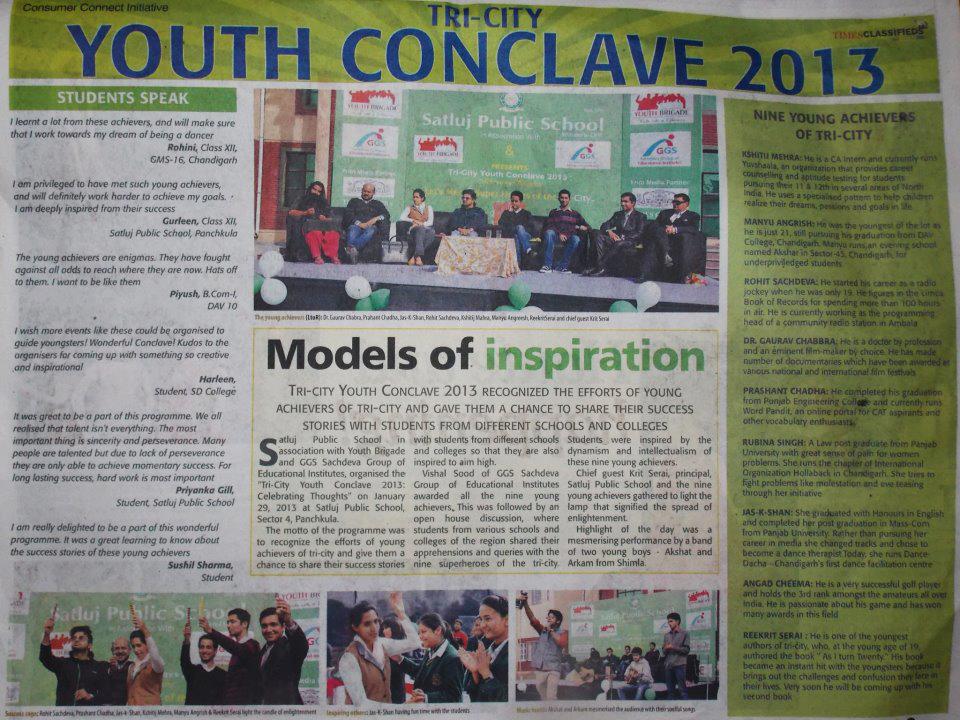 Consumer Connect Initiative
TRI-CITY
YOUTH CONCLAVE 2013
TIMESCLASSIFIEDS
STUDENTS SPEAK
I learnt a lot from these achievers, and will make sure
that I work towards my dream of being a dancer
Rohini, Class XII,
GMS-16, Chandigarh
I am privileged to have met such young achievers,
and will definitely work harder to achieve my goals.
I am deeply inspired from their success
Gurleen, Class XII,
Satluj Public School, Panchkula
The young achievers are enigmas. They have fought
against all odds to reach where they are now. Hats off
to them. I want to be like them
Piyush, B.Com-I,
DAV 10
I wish more events like these could be organised to
guide youngsters! Wonderful Conclave! Kudos to the
organisers for coming up with something so creative
and inspirational
Harleen,
Student, SD College
It was great to be a part of this programme. We all
realised that talent isn't everything. The most
important thing is sincerity and perseverance. Many
people are talented but due to lack of perseverance
they are only able to achieve momentary success. For
long lasting success, hard work is most important
Priyanka Gill,
Student, Satluj Public School
I am really delighted to be a part of this wonderful
programme. It was a great learning to know about
the success stories of these young achievers
Sushil Sharma,
Student
YOUTH BRIGADE
GGS
Satluj Public School
in association with
&
YOUTH BRIGADE
GGS
PRESENTS
Tri-City Youth Conclave 2013
Print Media Partner
The young achievers (LtoR): Dr. Gaurav Chabra, Prashant Chadha, Jas-K-Shan, Rohit Sachdeva, Kshitij Mehra, Manyu Angreesh, ReekritSerai and chief guest Krit Serai
Models of inspiration
TRI-CITY YOUTH CONCLAVE 2013 RECOGNIZED THE EFFORTS OF YOUNG
ACHIEVERS OF TRI-CITY AND GAVE THEM A CHANCE TO SHARE THEIR SUCCESS
STORIES WITH STUDENTS FROM DIFFERENT SCHOOLS AND COLLEGES
Satluj Public School in
association with Youth Brigade
and GGS Sachdeva Group of
Educational Institutes, organised the
"Tri-City Youth Conclave 2013:
Celebrating Thoughts" on January
29, 2013 at Satluj Public School,
Sector 4, Panchkula.
The motto of the programme was
to recognize the efforts of young
achievers of tri-city and give them a
chance to share their success stories
with students from different schools
and colleges so that they are also
inspired to aim high.
Vishal Sood of GGS Sachdeva
Group of Educational Institutes
awarded all the nine young
achievers. This was followed by an
open house discussion, where
students from various schools and
colleges of the region shared their
apprehensions and queries with the
nine superheroes of the tri-city.
Students were inspired by the
dynamism and intellectualism of
these nine young achievers.
Chief guest Krit Serai, principal,
Satluj Public School and the nine
young achievers gathered to light the
lamp that signified the spread of
enlightenment.
Highlight of the day was a
mesmerising performance by a band
of two young boys - Akshat and
Arkam from Shimla.
NINE YOUNG ACHIEVERS
OF TRI-CITY
KSHITIJ MEHRA: He is a CA Intern and currently runs
Ywshaala, an organization that provides career
counselling and aptitude testing for students
pursuing their 11 & 12th in several areas of North
India. He uses a specialised pattern to help children
realize their dreams, passions and goals in life.
MANYU ANGRISH: He was the youngest of the lot as
he is just 21, still pursuing his graduation from DAV
College, Chandigarh. Manyu runs an evening school
named Akshar in Sector-45, Chandigarh, for
underpriviledged students
ROHIT SACHDEVA: He started his career as a radio
jockey when he was only 19. He figures in the Limca
Book of Records for spending more than 100 hours
in air. He is currently working as the programming
head of a community radio station in Ambala
DR. GAURAV CHABBRA: He is a doctor by profession
and an eminent film-maker by choice. He has made
number of documentaries which have been awarded at
various national and international film festivals
PRASHANT CHADHA: He completed his graduation
from Panjab Engineering College and currently runs
Word Pandit, an online portal for CAT aspirants and
other vocabulary enthusiasts
RUBINA SINGH: A Law post graduate from Panjab
University with great sense of pain for women
problems. She runs the chapter of International
Organization Hollaback in Chandigarh. She tries to
fight problems like molestation and eve teasing
through her initiative
JAS-K-SHAN: She graduated with Honours in English
and completed her post graduation in Mass-Com
from Panjab University. Rather than pursuing her
career in media she changed tracks and chose to
become a dance therapist. Today, she runs Dance-
Dacha - Chandigarh's first dance facilitation centre
ANGAD CHEEMA: He is a very successful golf player
and holds the 3rd rank amongst the amateurs all over
India. He is passionate about his game and has won
many awards in this field
REEKRIT SERAI : He is one of the youngest
authors of tri-city, who, at the young age of 19,
authored the book " As I turn Twenty." His book
became an instant hit with the youngsters because it
brings out the challenges and confusion they face in
their lives. Very soon he will be coming up with his
second book
Satluj Public School
Success saga: Rohit Sachdeva, Prashant Chadha, Jas-k- Shan, Kshitij Mehra, Manyu Angrish & Reekrit Serai light the candle of enlightenment
Inspiring others: Jas-K-Shan having fun time with the students
Akshat and Arkam mesmerised the audience with their soulful songs